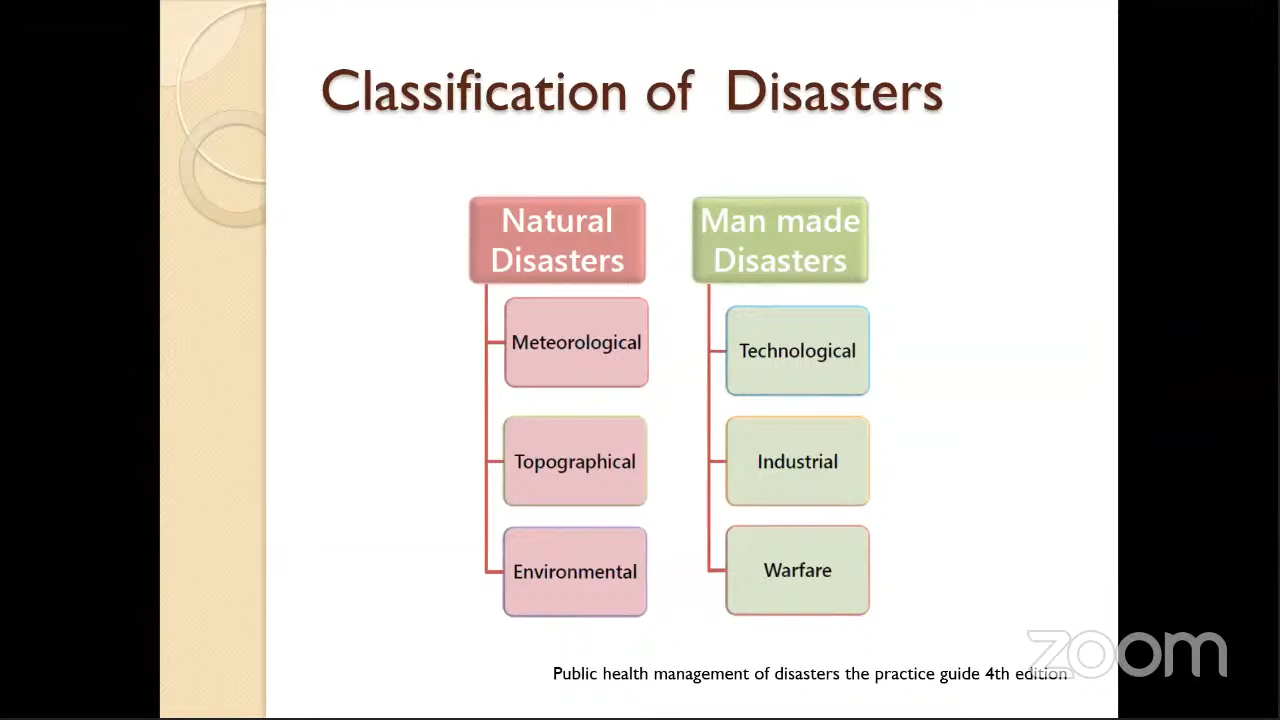 Classification of Disasters
Natural
Disasters
Meteorological
Topographical
Environmental
Man made
Disasters
Technological
Industrial
Warfare
Public health management of disasters the practice guide 4th edition
zoom